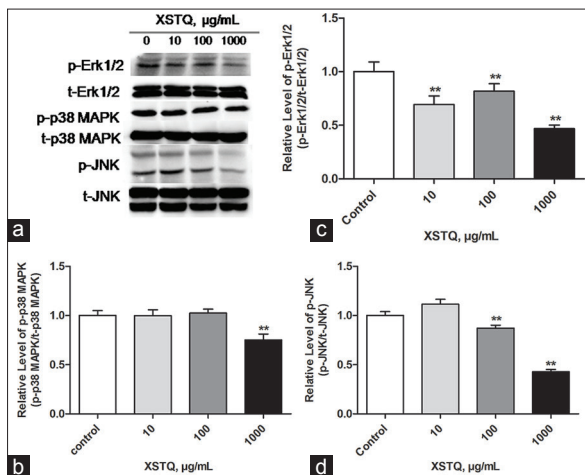 XSTQ, µg/mL
0 10 100 1000
p-Erk1/2
t-Erk1/2
p-p38 MAPK
t-p38 MAPK
p-JNK
t-JNK
a
Relative Level of p-Erk1/2
(p-Erk1/2/t-Erk1/2)
1.5
1.0
0.5
0.0
**
**
**
Control
10
100
1000
XSTQ, µg/mL
c
Relative Level of p-p38 MAPK
(p-p38 MAPK/t-p38 MAPK)
1.5
1.0
0.5
0.0
**
control
10
100
1000
XSTQ, µg/mL
b
Relative Level of p-JNK
(p-JNK/t-JNK)
1.5
1.0
0.5
0.0
**
**
Control
10
100
1000
XSTQ, µg/mL
d